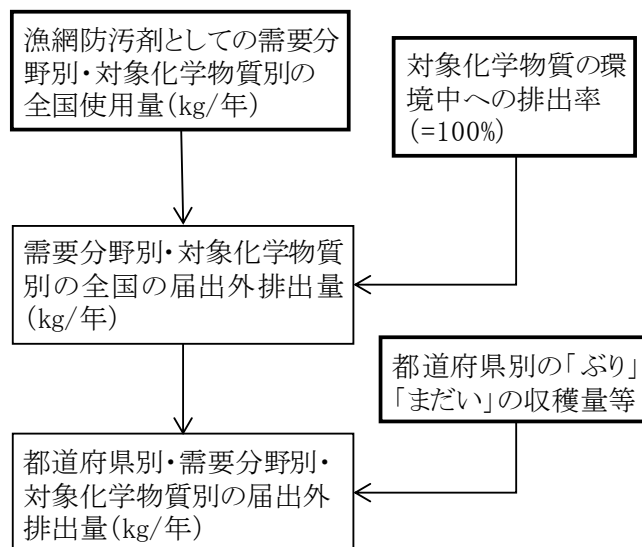 漁網防汚剤としての需要分
野別・対象化学物質別の
全国使用量(kg/年)
対象化学物質の環
境中への排出率
(=100%)
需要分野別・対象化学物質
別の全国の届出外排出量
(kg/年)
都道府県別の「ぶり」
「まだい」の収穫量等
都道府県別・需要分野別・
対象化学物質別の届出外
排出量(kg/年)